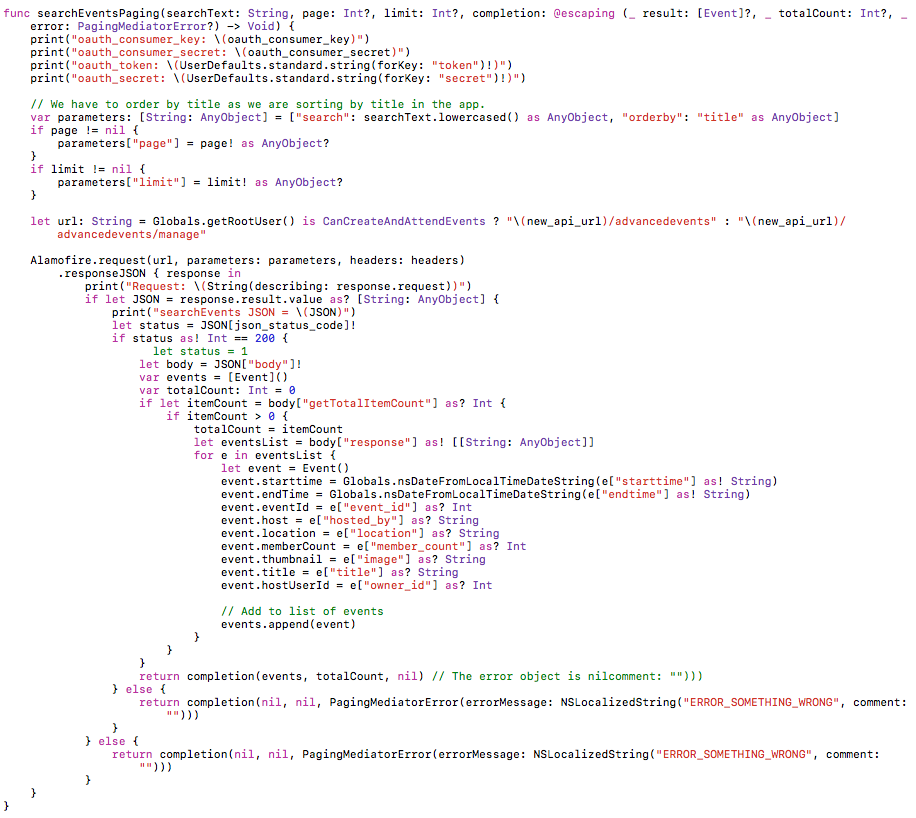 func searchEventsPaging(searchText: String, page: Int?, limit: Int?, completion: @escaping (_ result: [Event]?, _ totalCount: Int?, _
    error: PagingMediatorError?) -> Void) {
    print("oauth_consumer_key: \(oauth_consumer_key)")
    print("oauth_consumer_secret: \(oauth_consumer_secret)")
    print("oauth_token: \(UserDefaults.standard.string(forKey: "token")!)")
    print("oauth_secret: \(UserDefaults.standard.string(forKey: "secret")!)")

    // We have to order by title as we are sorting by title in the app.
    var parameters: [String: AnyObject] = ["search": searchText.lowercased() as AnyObject, "orderby": "title" as AnyObject]
    if page != nil {
        parameters["page"] = page! as AnyObject?
    }
    if limit != nil {
        parameters["limit"] = limit! as AnyObject?
    }

    let url: String = Globals.getRootUser() is CanCreateAndAttendEvents ? "\(new_api_url)/advancedevents" : "\(new_api_url)/
        advancedevents/manage"

    Alamofire.request(url, parameters: parameters, headers: headers)
        .responseJSON { response in
            print("Request: \(String(describing: response.request))")
            if let JSON = response.result.value as? [String: AnyObject] {
                print("searchEvents JSON = \(JSON)")
                let status = JSON[json_status_code]!
                if status as! Int == 200 {
                      let status = 1
                    let body = JSON["body"]!
                    var events = [Event]()
                    var totalCount: Int = 0
                    if let itemCount = body["getTotalItemCount"] as? Int {
                        if itemCount > 0 {
                            totalCount = itemCount
                            let eventsList = body["response"] as! [[String: AnyObject]]
                            for e in eventsList {
                                let event = Event()
                                event.starttime = Globals.nsDateFromLocalTimeDateString(e["starttime"] as! String)
                                event.endTime = Globals.nsDateFromLocalTimeDateString(e["endtime"] as! String)
                                event.eventId = e["event_id"] as? Int
                                event.host = e["hosted_by"] as? String
                                event.location = e["location"] as? String
                                event.memberCount = e["member_count"] as? Int
                                event.thumbnail = e["image"] as? String
                                event.title = e["title"] as? String
                                event.hostUserId = e["owner_id"] as? Int

                                // Add to list of events
                                events.append(event)
                            }
                        }
                    }
                    return completion(events, totalCount, nil) // The error object is nilcomment: "")))
                } else {
                    return completion(nil, nil, PagingMediatorError(errorMessage: NSLocalizedString("ERROR_SOMETHING_WRONG", comment:
                        "")))
                }
            } else {
                return completion(nil, nil, PagingMediatorError(errorMessage: NSLocalizedString("ERROR_SOMETHING_WRONG", comment:
                    "")))
            }
    }
}